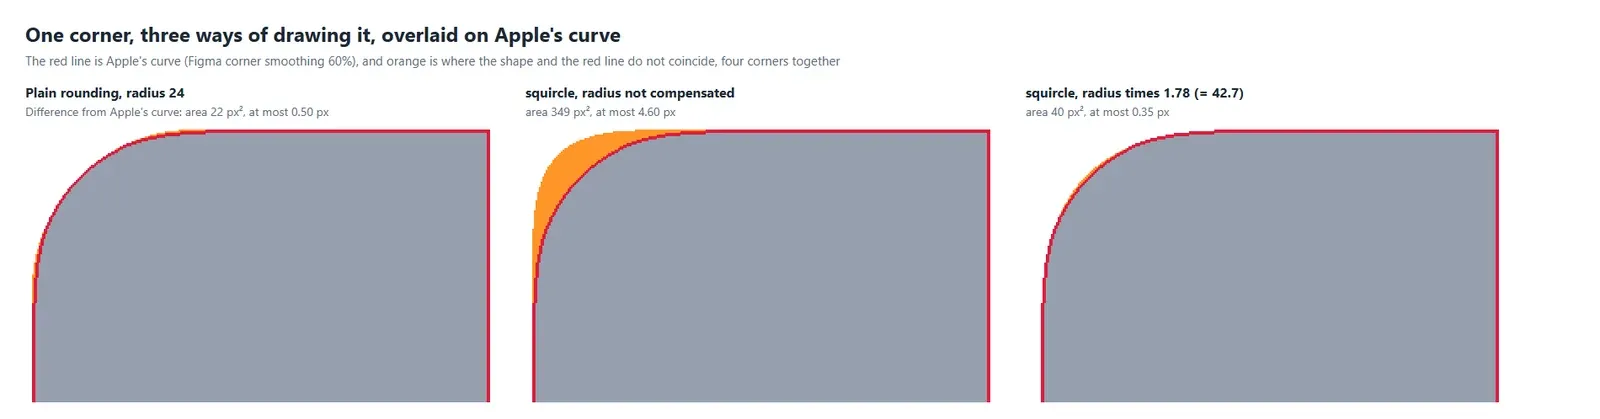 One corner, three ways of drawing it, overlaid on Apple's curve
The red line is Apple's curve (Figma corner smoothing 60%), and orange is where the shape and the red line do not coincide, four corners together
Plain rounding, radius 24
Difference from Apple's curve: area 22 px², at most 0.50 px
squircle, radius not compensated
area 349 px², at most 4.60 px
squircle, radius times 1.78 (= 42.7)
area 40 px², at most 0.35 px